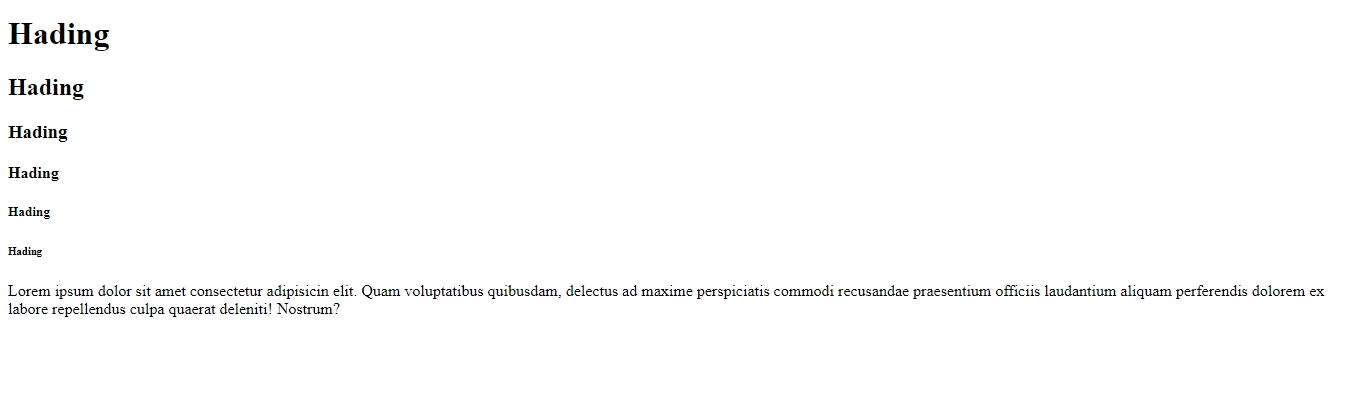 Hading
Hading
Hading
Hading
Hading
Hading
Lorem ipsum dolor sit amet consectetur adipisicin elit. Quam voluptatibus quibusdam, delectus ad maxime perspiciatis commodi recusandae praesentium officiis laudantium aliquam perferendis dolorem ex
labore repellendus culpa quaerat deleniti! Nostrum?